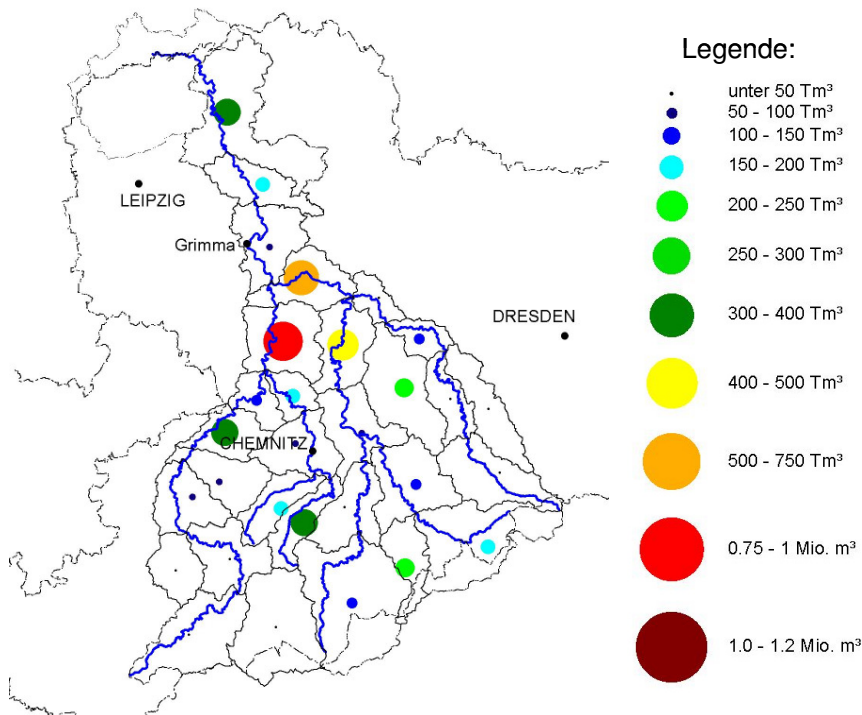 Legende:
unter 50 Tm³
50 - 100 Tm³
100 - 150 Tm³
150 - 200 Tm³
200 - 250 Tm³
250 - 300 Tm³
300 - 400 Tm³
400 - 500 Tm³
500 - 750 Tm³
0.75 - 1 Mio. m³
1.0 - 1.2 Mio. m³
LEIPZIG
Grimma
DRESDEN
CHEMNITZ